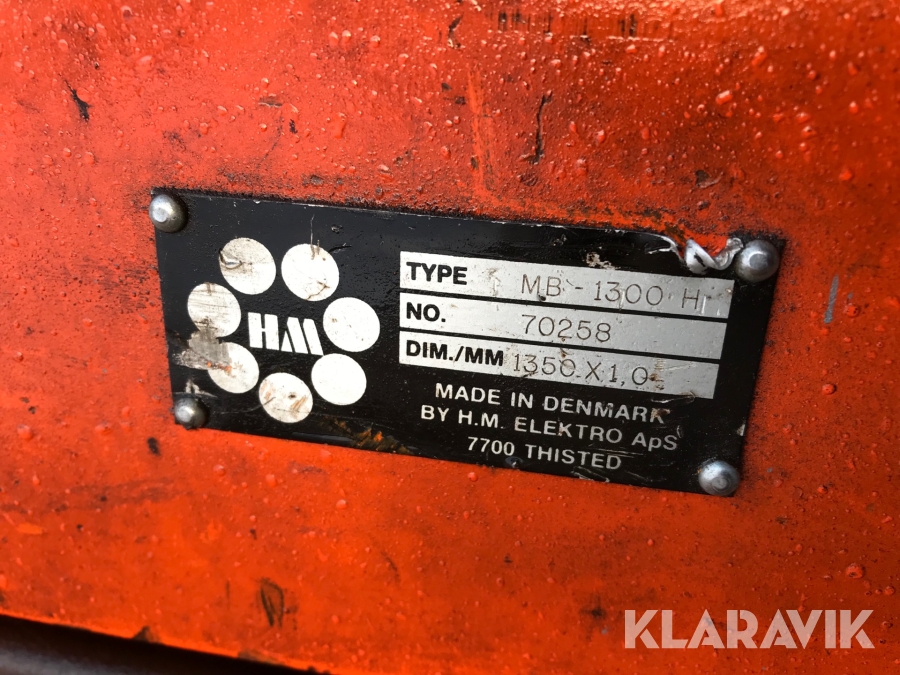 HM
TYPE MB-1300 H
NO. 70258
DIM./MM 1350 X 1,0
MADE IN DENMARK
BY H.M. ELEKTRO ApS
7700 THISTED
KLARAVIK